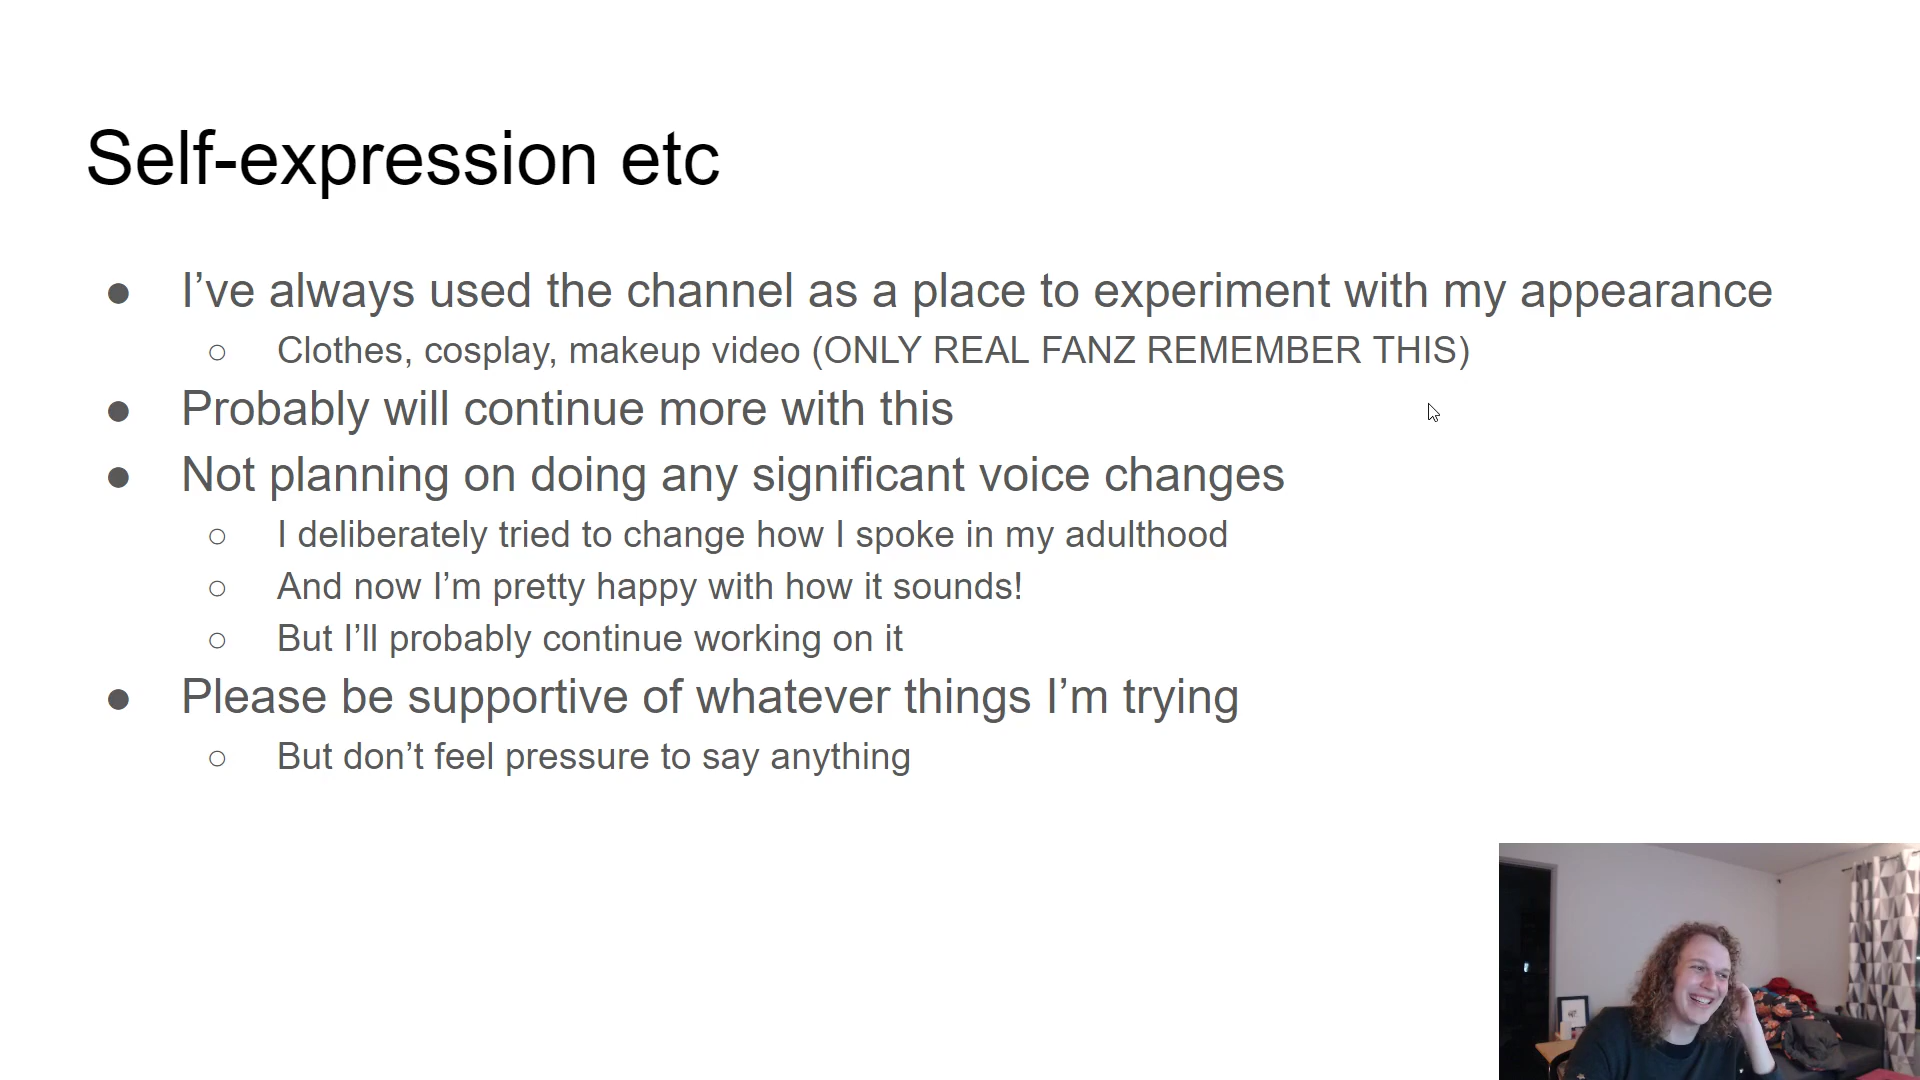 Self-expression etc
● I’ve always used the channel as a place to experiment with my appearance
○ Clothes, cosplay, makeup video (ONLY REAL FANZ REMEMBER THIS)
● Probably will continue more with this
● Not planning on doing any significant voice changes
○ I deliberately tried to change how I spoke in my adulthood
○ And now I’m pretty happy with how it sounds!
○ But I’ll probably continue working on it
● Please be supportive of whatever things I’m trying
○ But don’t feel pressure to say anything